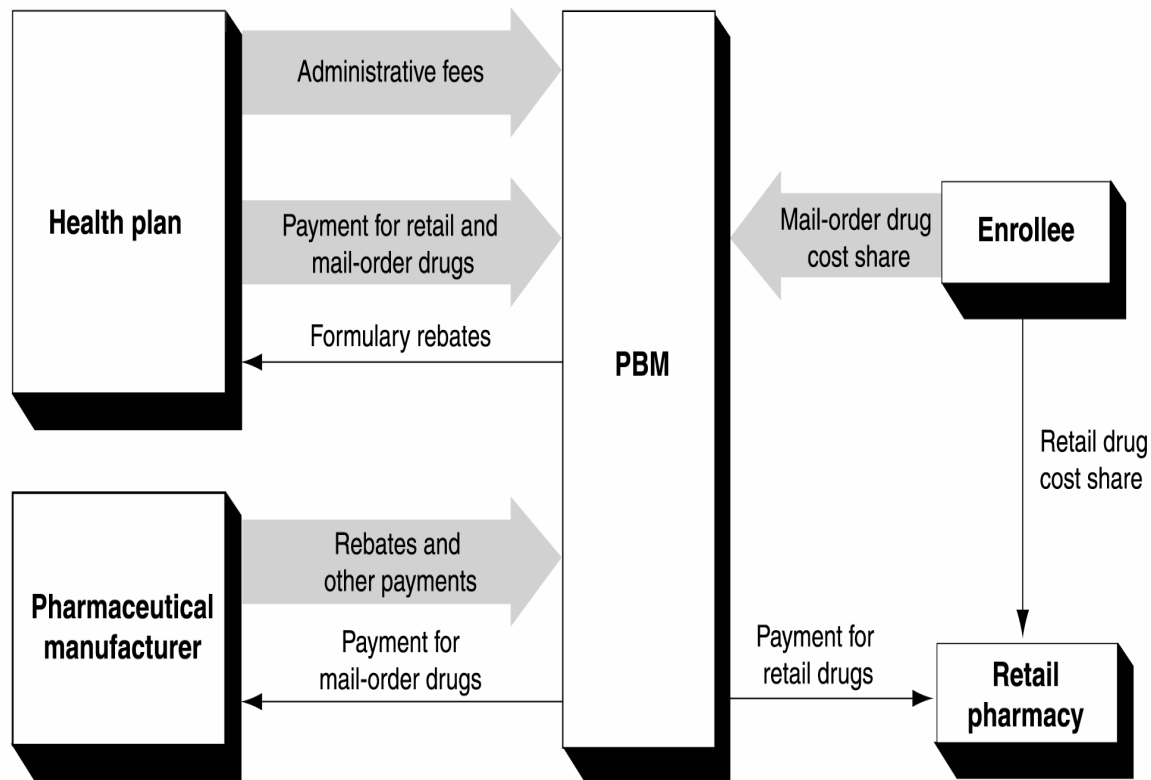 Administrative fees
Health plan
Payment for retail and
mail-order drugs
Mail-order drug
cost share
Enrollee
Formulary rebates
PBM
Retail drug
cost share
Rebates and
other payments
Pharmaceutical
manufacturer
Payment for
mail-order drugs
Payment for
retail drugs
Retail
pharmacy